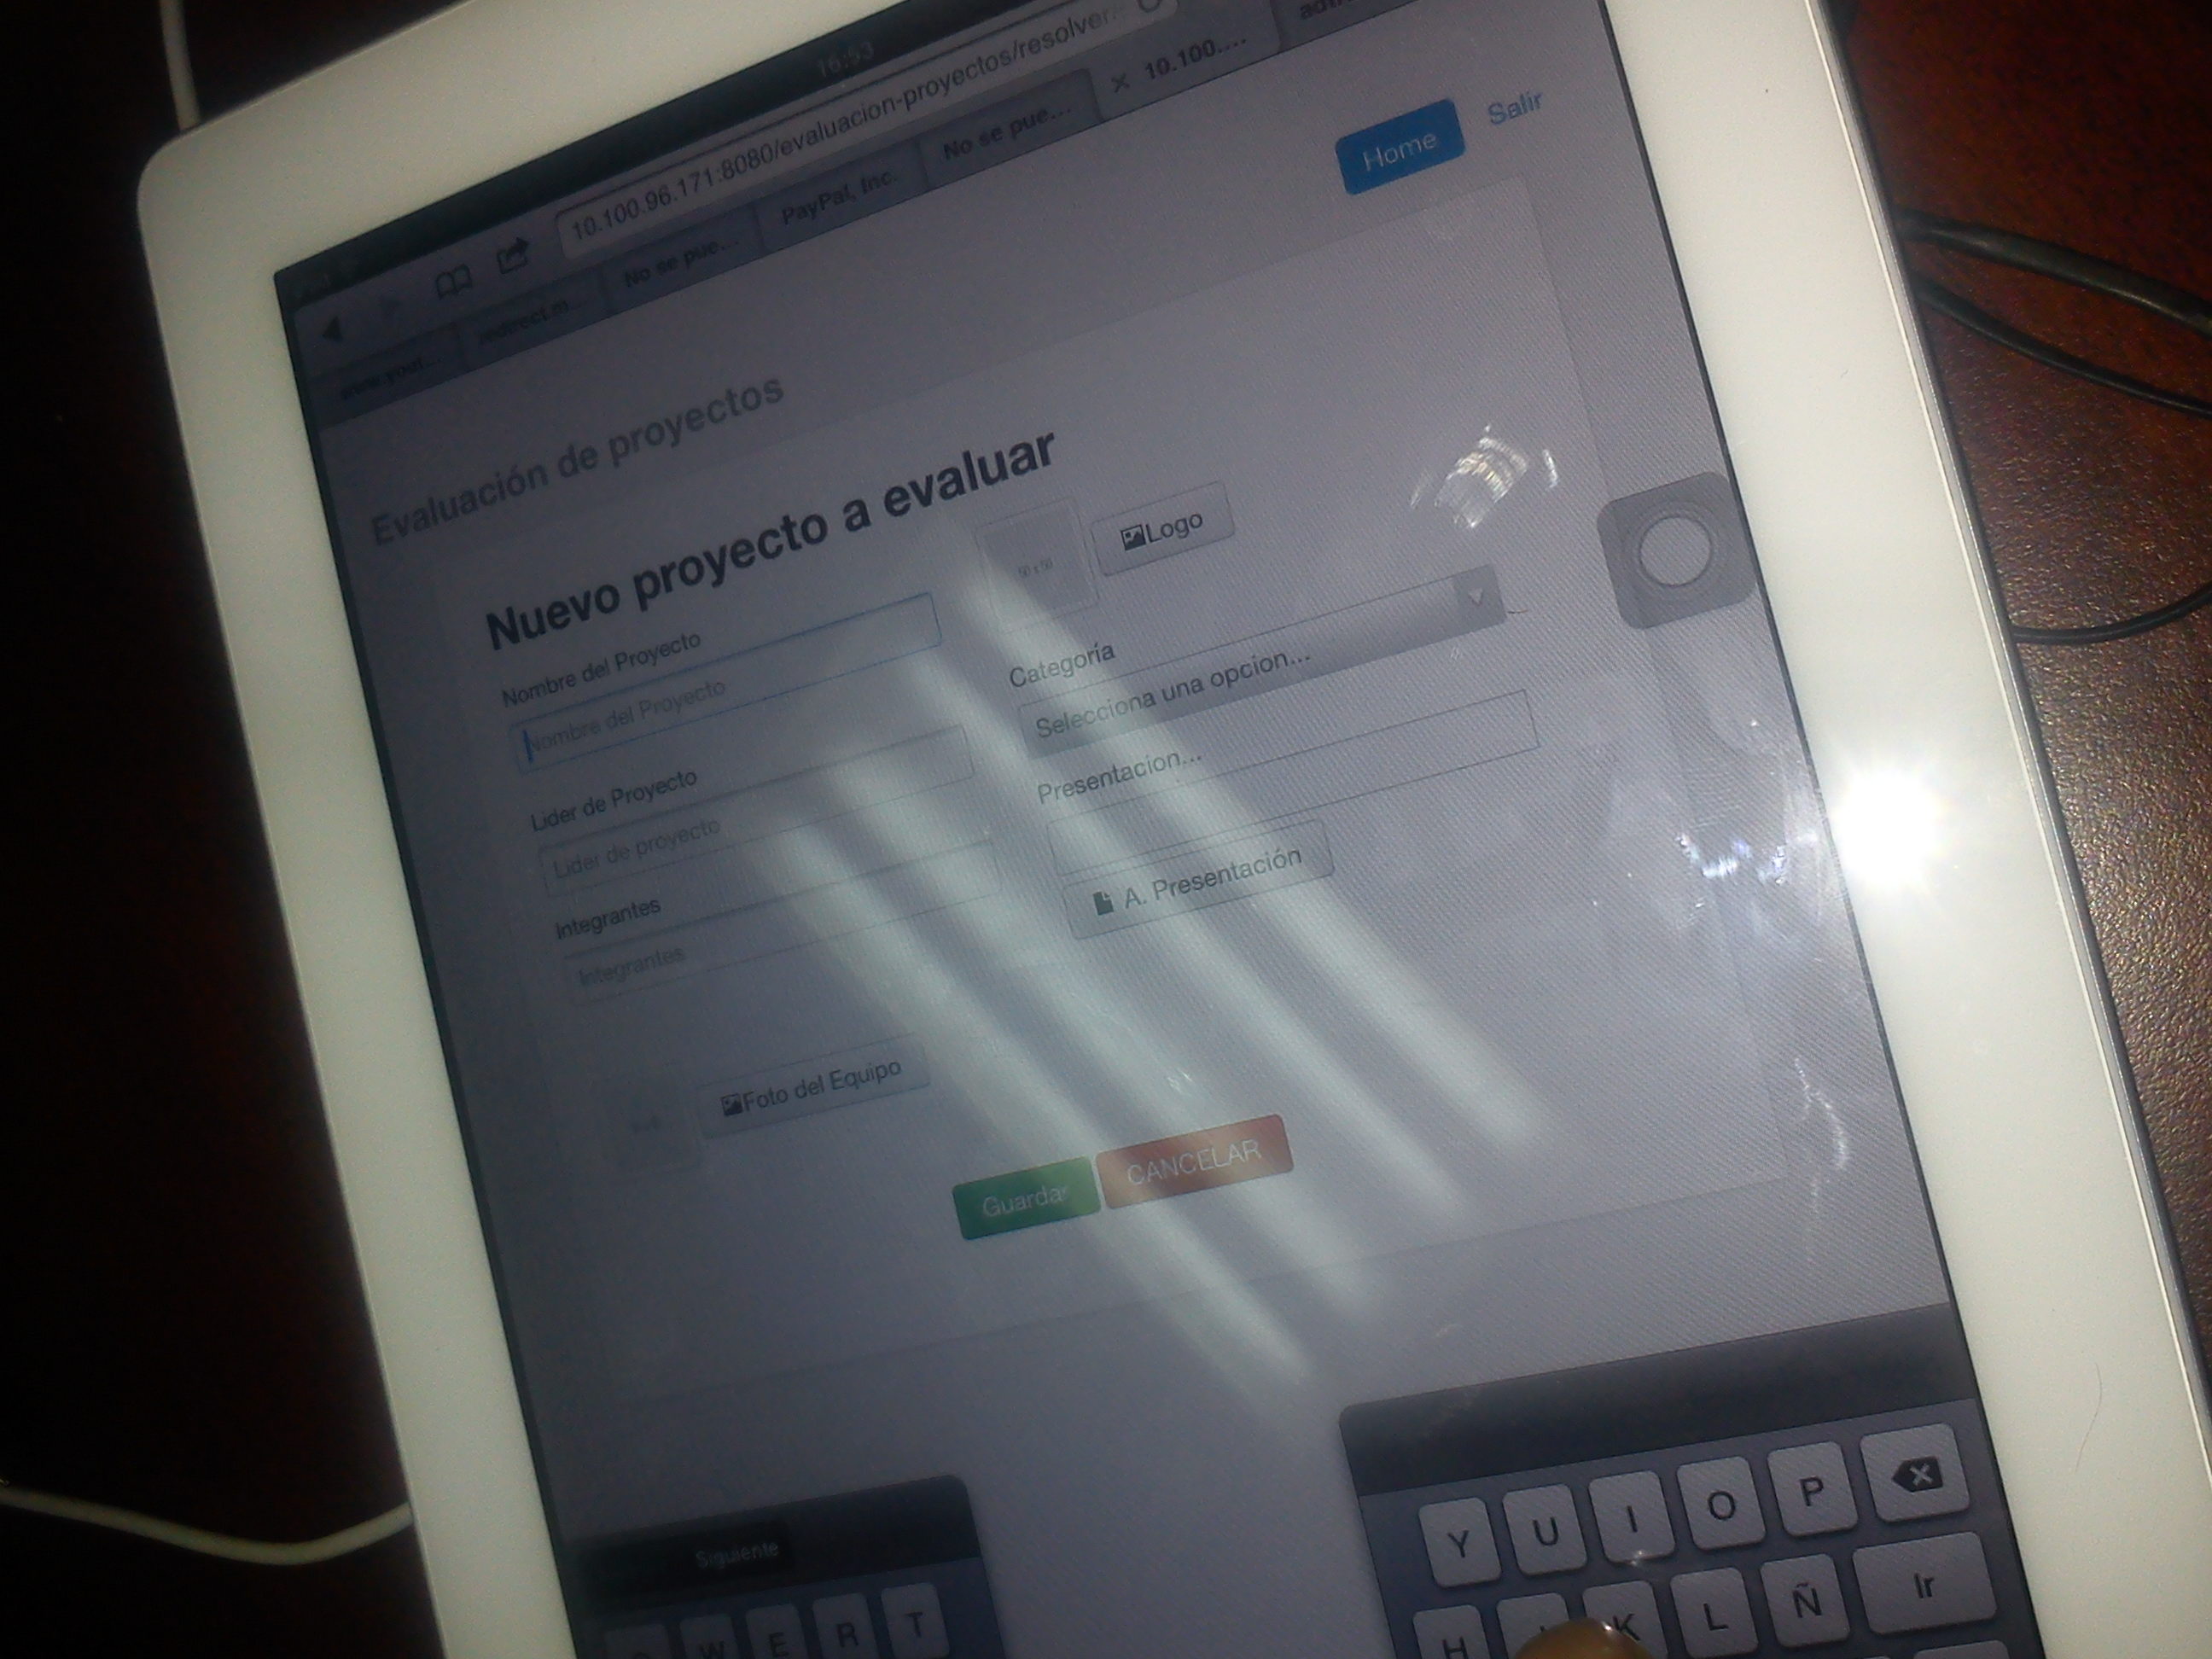 10.100.96.171:8080/evaluacion-proyectos/resolver.
No se pue...
PayPal, Inc.
No se pue...
× 10.100....
Evaluación de proyectos
Home
Salir
Nuevo proyecto a evaluar
Logo
Nombre del Proyecto
Nombre del Proyecto
Categoría
Selecciona una opcion...
Lider de Proyecto
Lider de proyecto
Presentacion...
Integrantes
Integrantes
A. Presentación
Foto del Equipo
Guardar
CANCELAR
Siguiente
W E R T
Y U I O P
H K L Ñ Ir